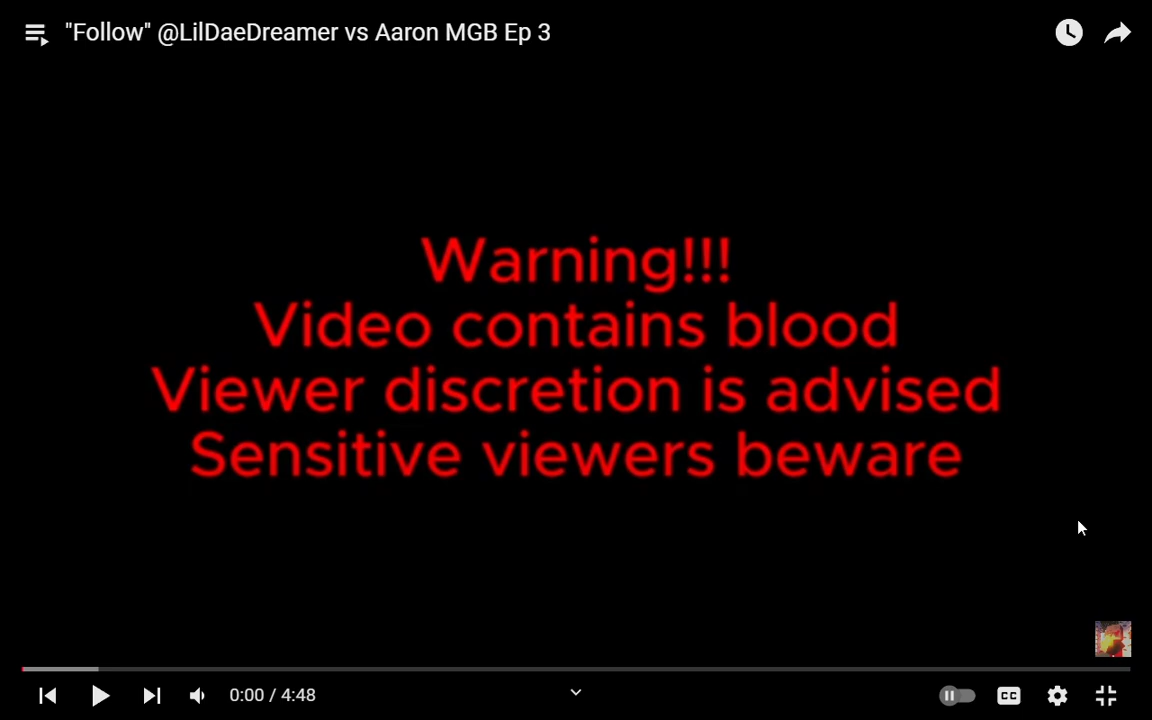 "Follow" @LilDaeDreamer vs Aaron MGB Ep 3
Warning!!!
Video contains blood
Viewer discretion is advised
Sensitive viewers beware
0:00 / 4:48
CC